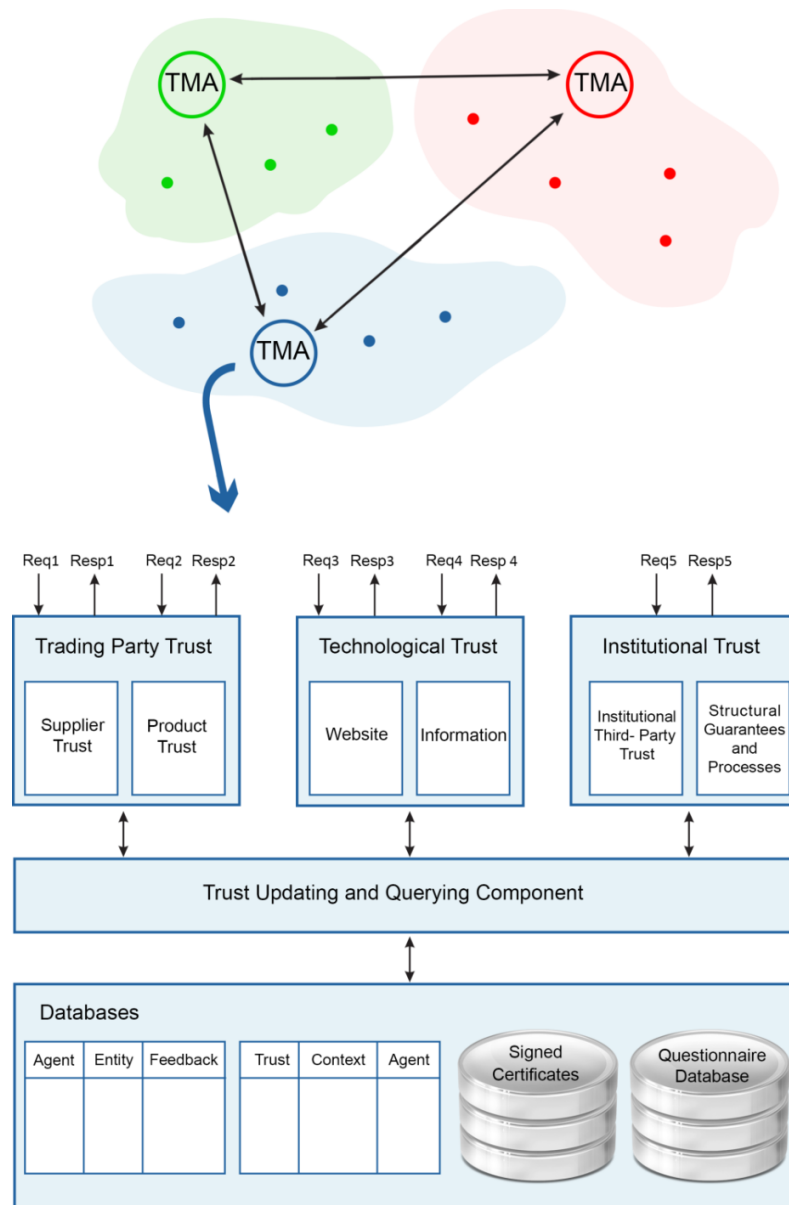 TMA
TMA
TMA
Req1 Resp1 Req2 Resp2 Req3 Resp3 Req4 Resp 4 Req5 Resp5
Trading Party Trust
Supplier
Trust
Product
Trust
Technological Trust
Website
Information
Institutional Trust
Institutional
Third- Party
Trust
Structural
Guarantees
and
Processes
Trust Updating and Querying Component
Databases
Agent Entity Feedback
Trust Context Agent
Signed
Certificates
Questionnaire
Database